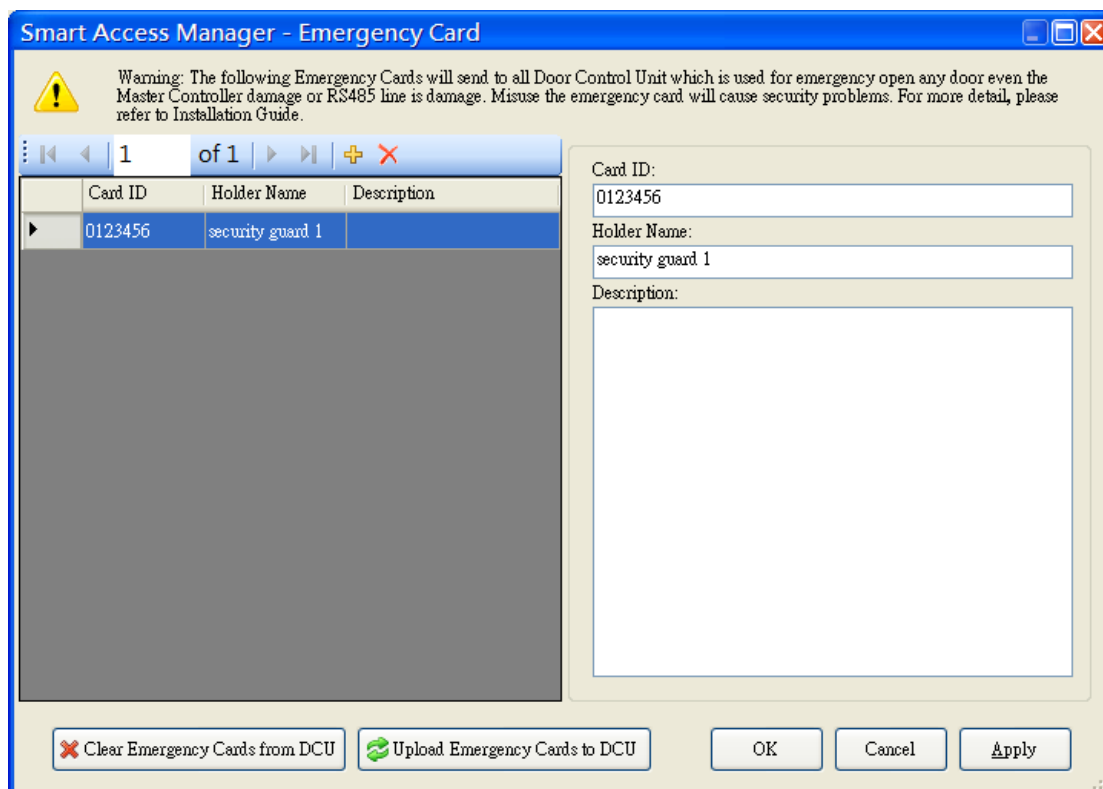 Smart Access Manager - Emergency Card
Warning: The following Emergency Cards will send to all Door Control Unit which is used for emergency open any door even the
Master Controller damage or RS485 line is damage. Misuse the emergency card will cause security problems. For more detail, please
refer to Installation Guide.
1 of 1
Card ID Holder Name Description
0123456 security guard 1
Card ID:
0123456
Holder Name:
security guard 1
Description:
Clear Emergency Cards from DCU Upload Emergency Cards to DCU OK Cancel Apply